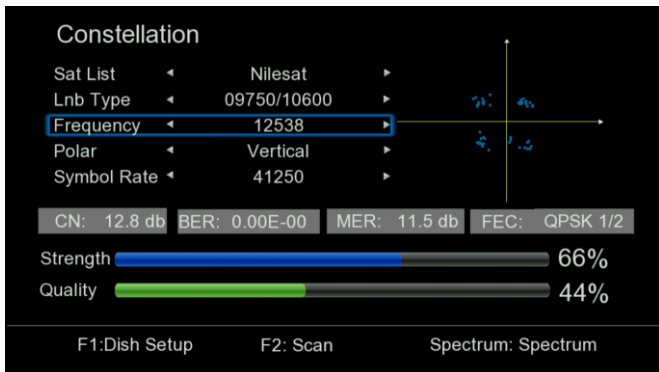 Constellation
Sat List Nilesat
Lnb Type 09750/10600
Frequency 12538
Polar Vertical
Symbol Rate 41250
CN: 12.8 db BER: 0.00E-00 MER: 11.5 db FEC: QPSK 1/2
Strength 66%
Quality 44%
F1:Dish Setup F2: Scan Spectrum: Spectrum